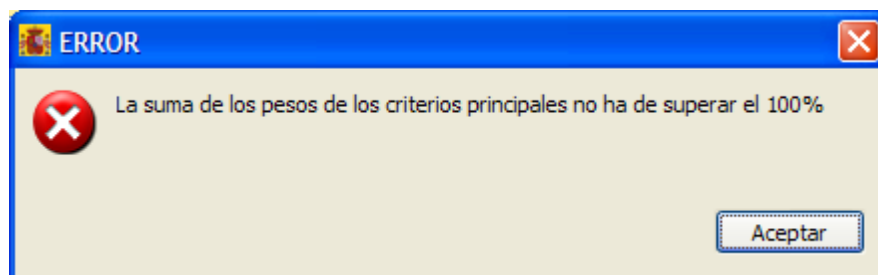 ERROR
La suma de los pesos de los criterios principales no ha de superar el 100%
Aceptar